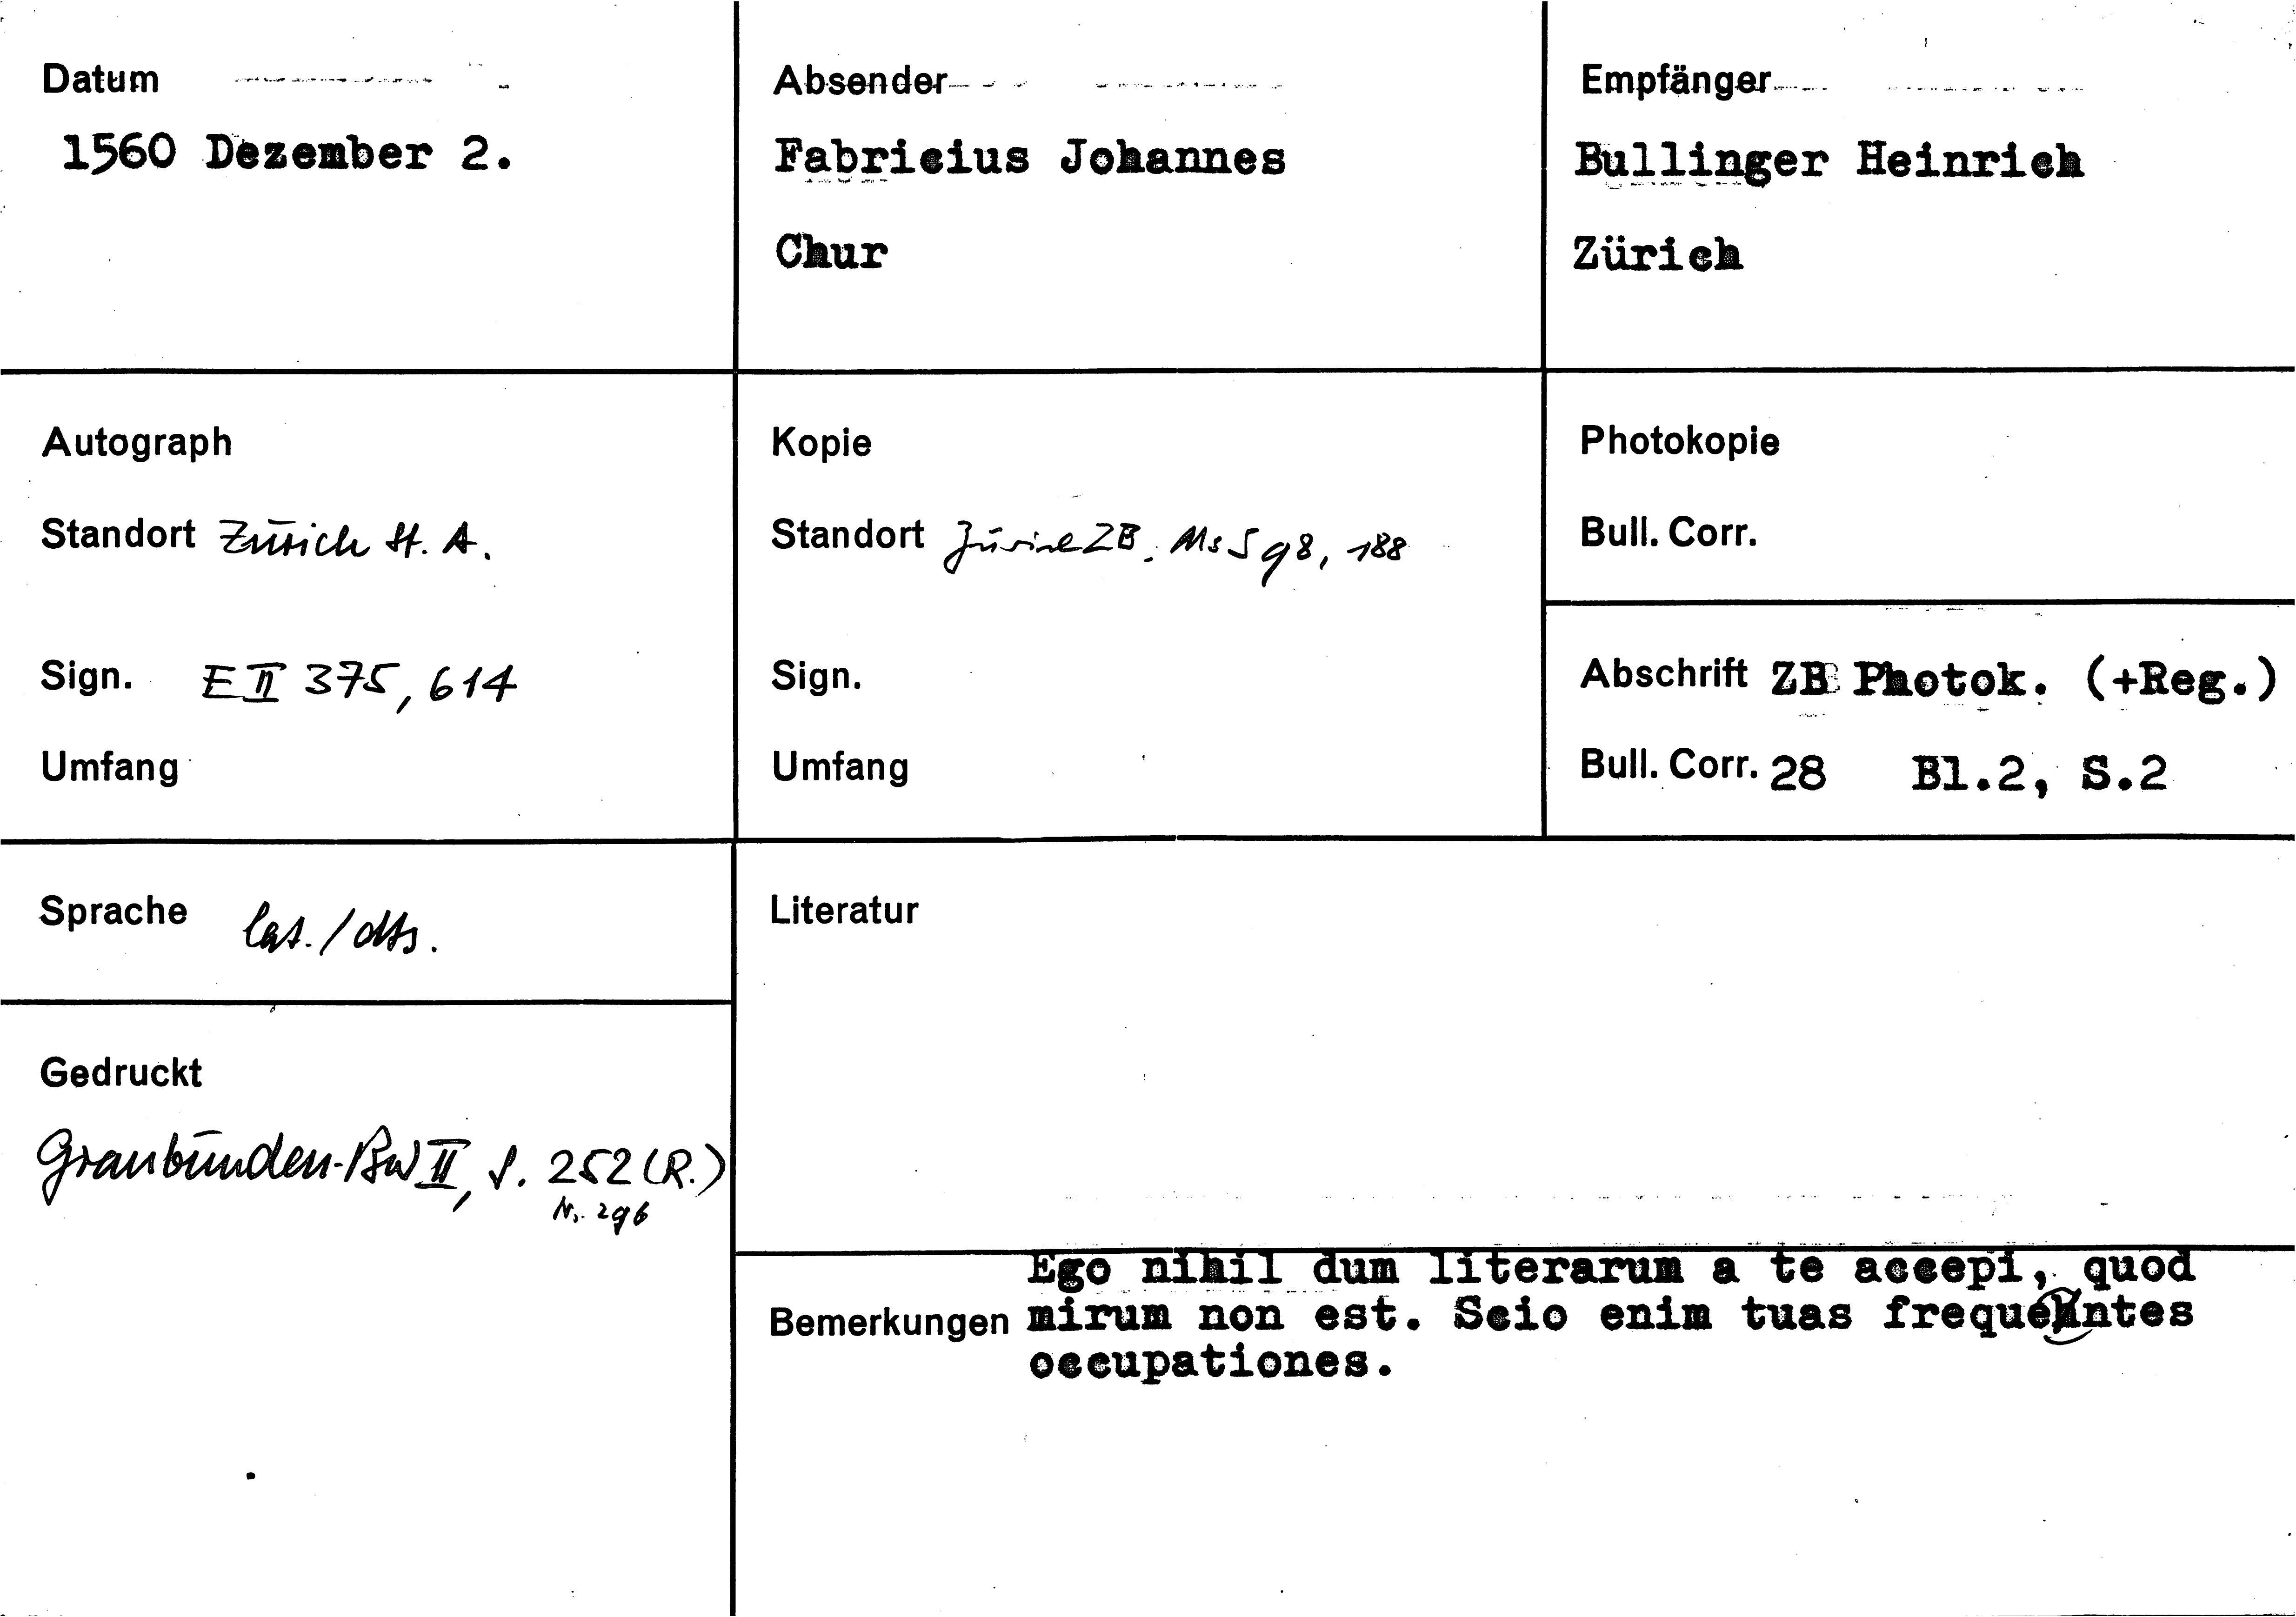 Datum
1560 Dezember 2.
Absender
Fabricius Johannes
Chur
Empfänger
Bullinger Heinrich
Zürich
Autograph
Standort Zürich St. A.
Sign. E II 375, 614
Umfang
Kopie
Standort Zürich ZB. Ms S 98, 188
Sign.
Umfang
Photokopie
Bull. Corr.
Abschrift ZB Photok. (+Reg.)
Bull. Corr. 28 Bl.2, S.2
Sprache lat./dts.
Gedruckt
Graubünden-BW II, S. 252 (R.)
Nr. 296
Literatur
Bemerkungen
Ego nihil dum literarum a te accepi, quod
mirum non est. Scio enim tuas frequentes
occupationes.